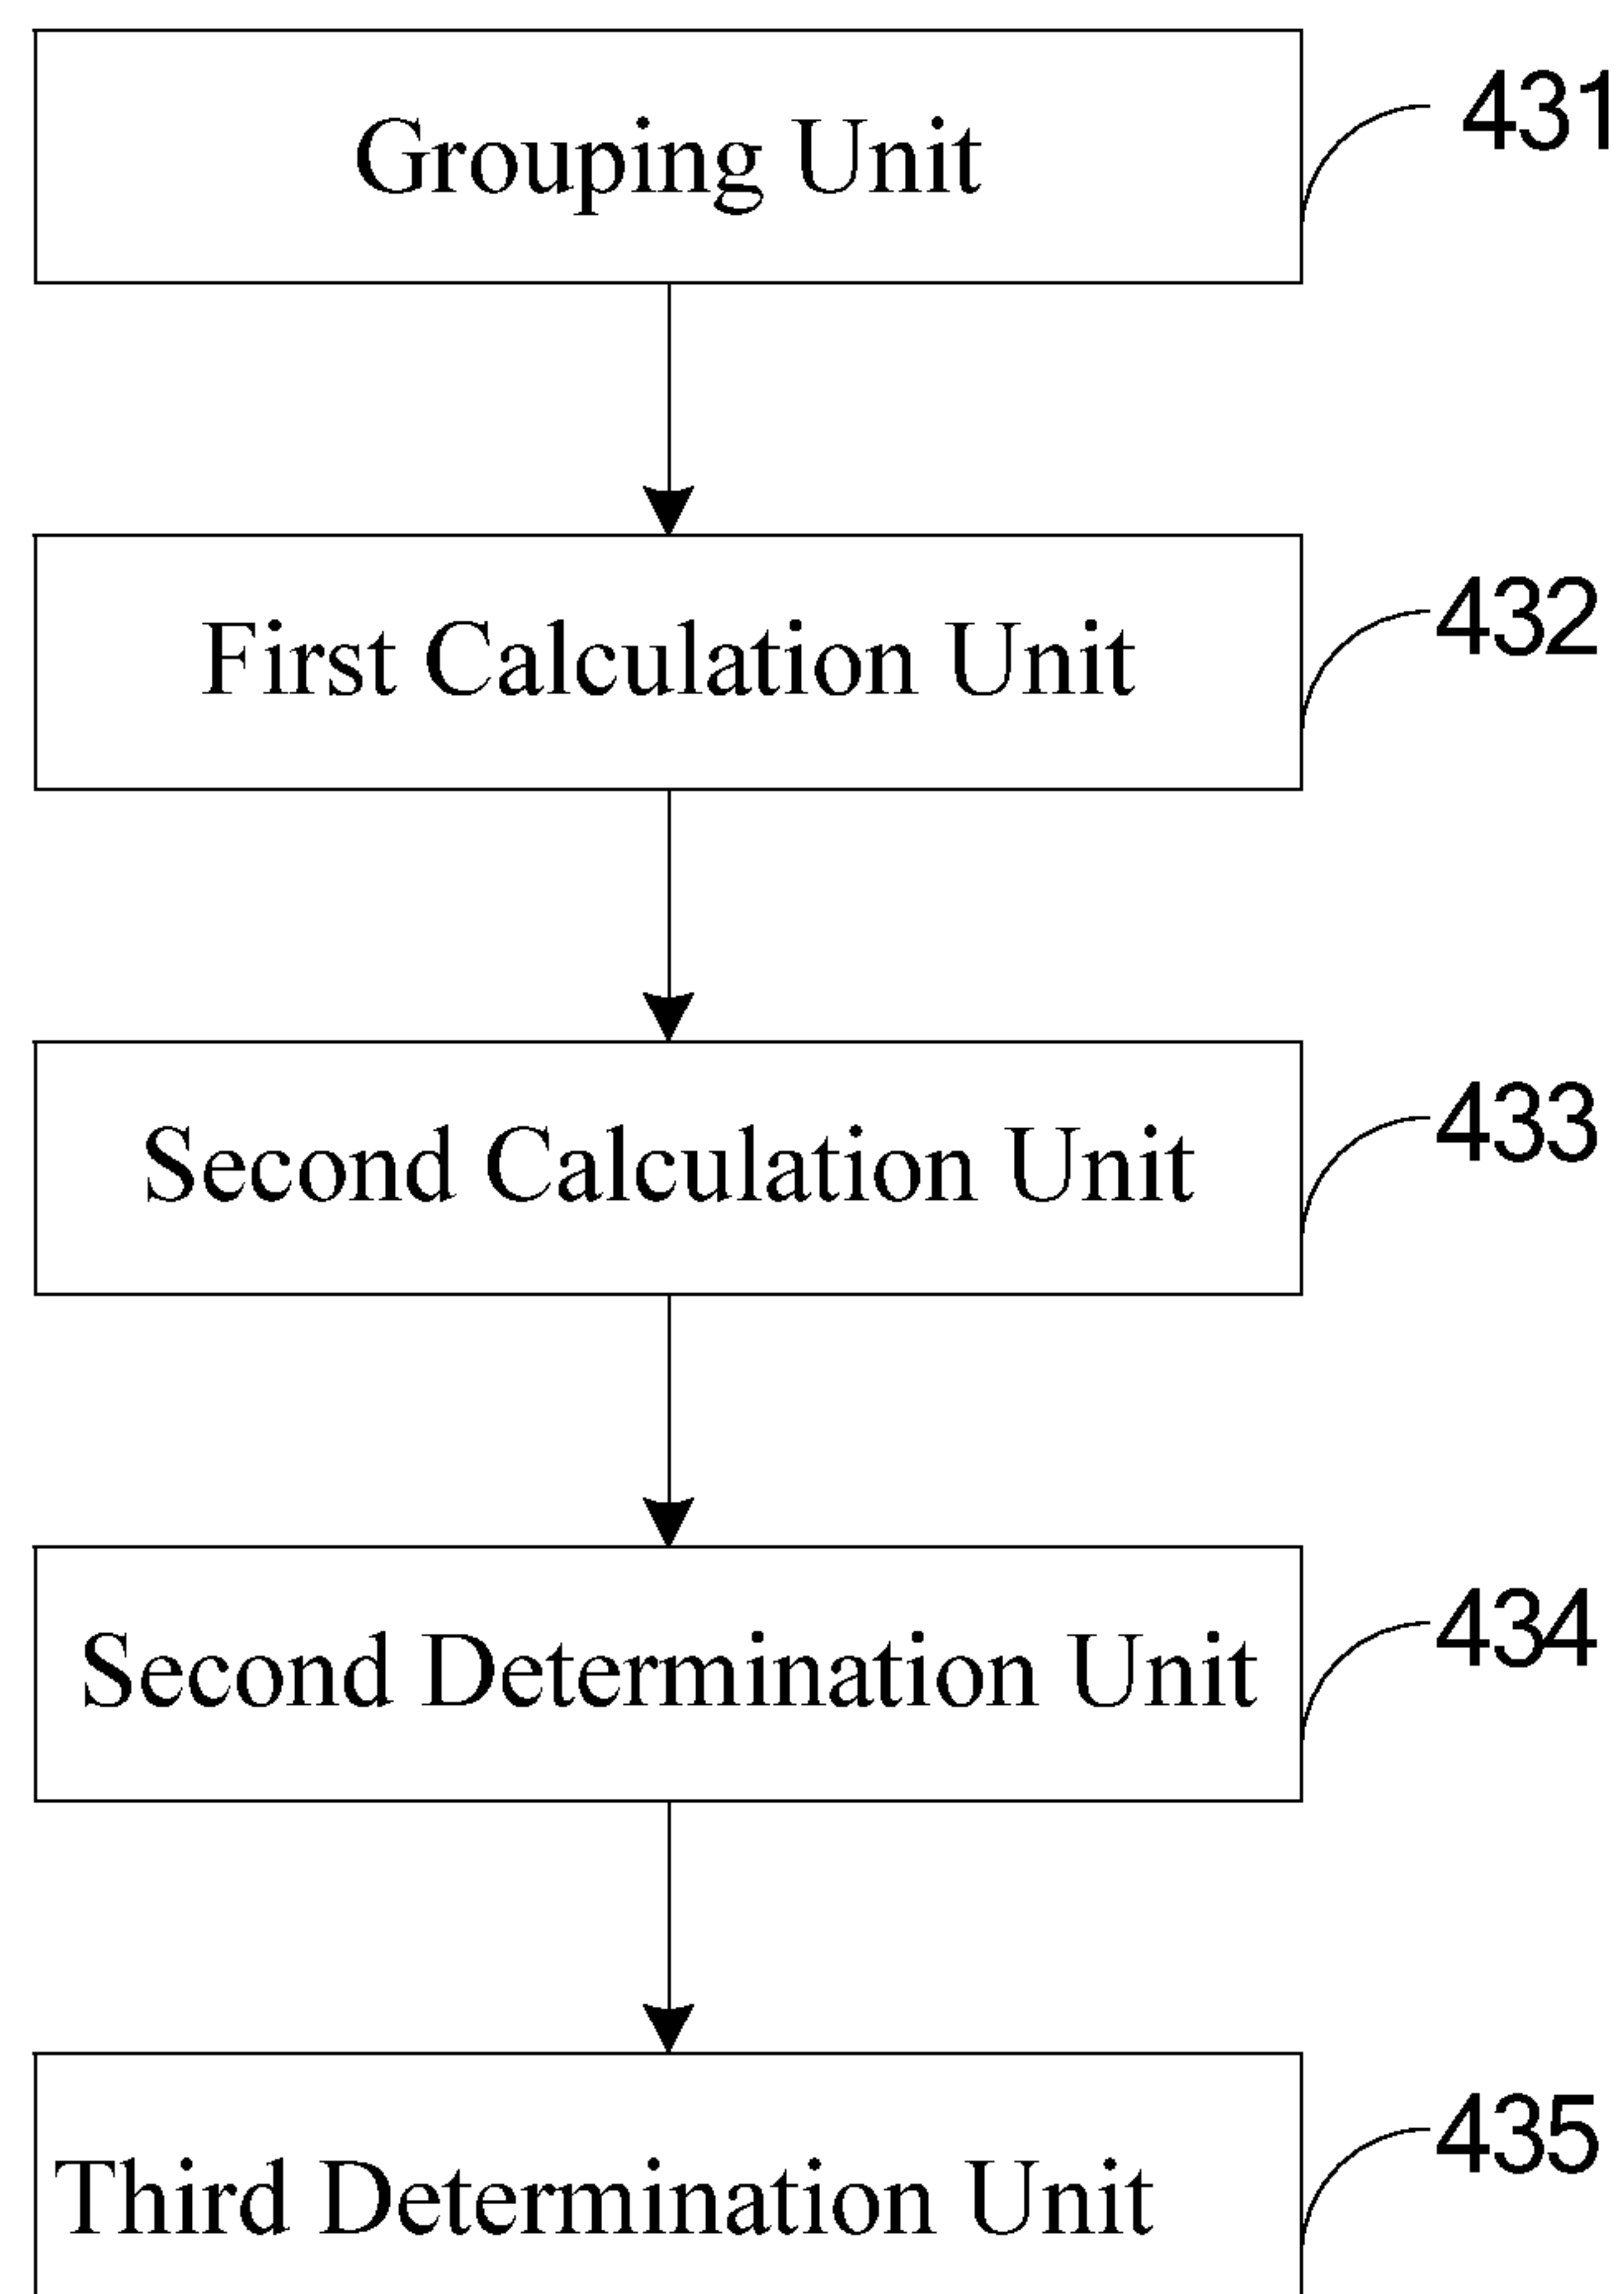 Grouping Unit
431
First Calculation Unit
432
Second Calculation Unit
433
Second Determination Unit
434
Third Determination Unit
435